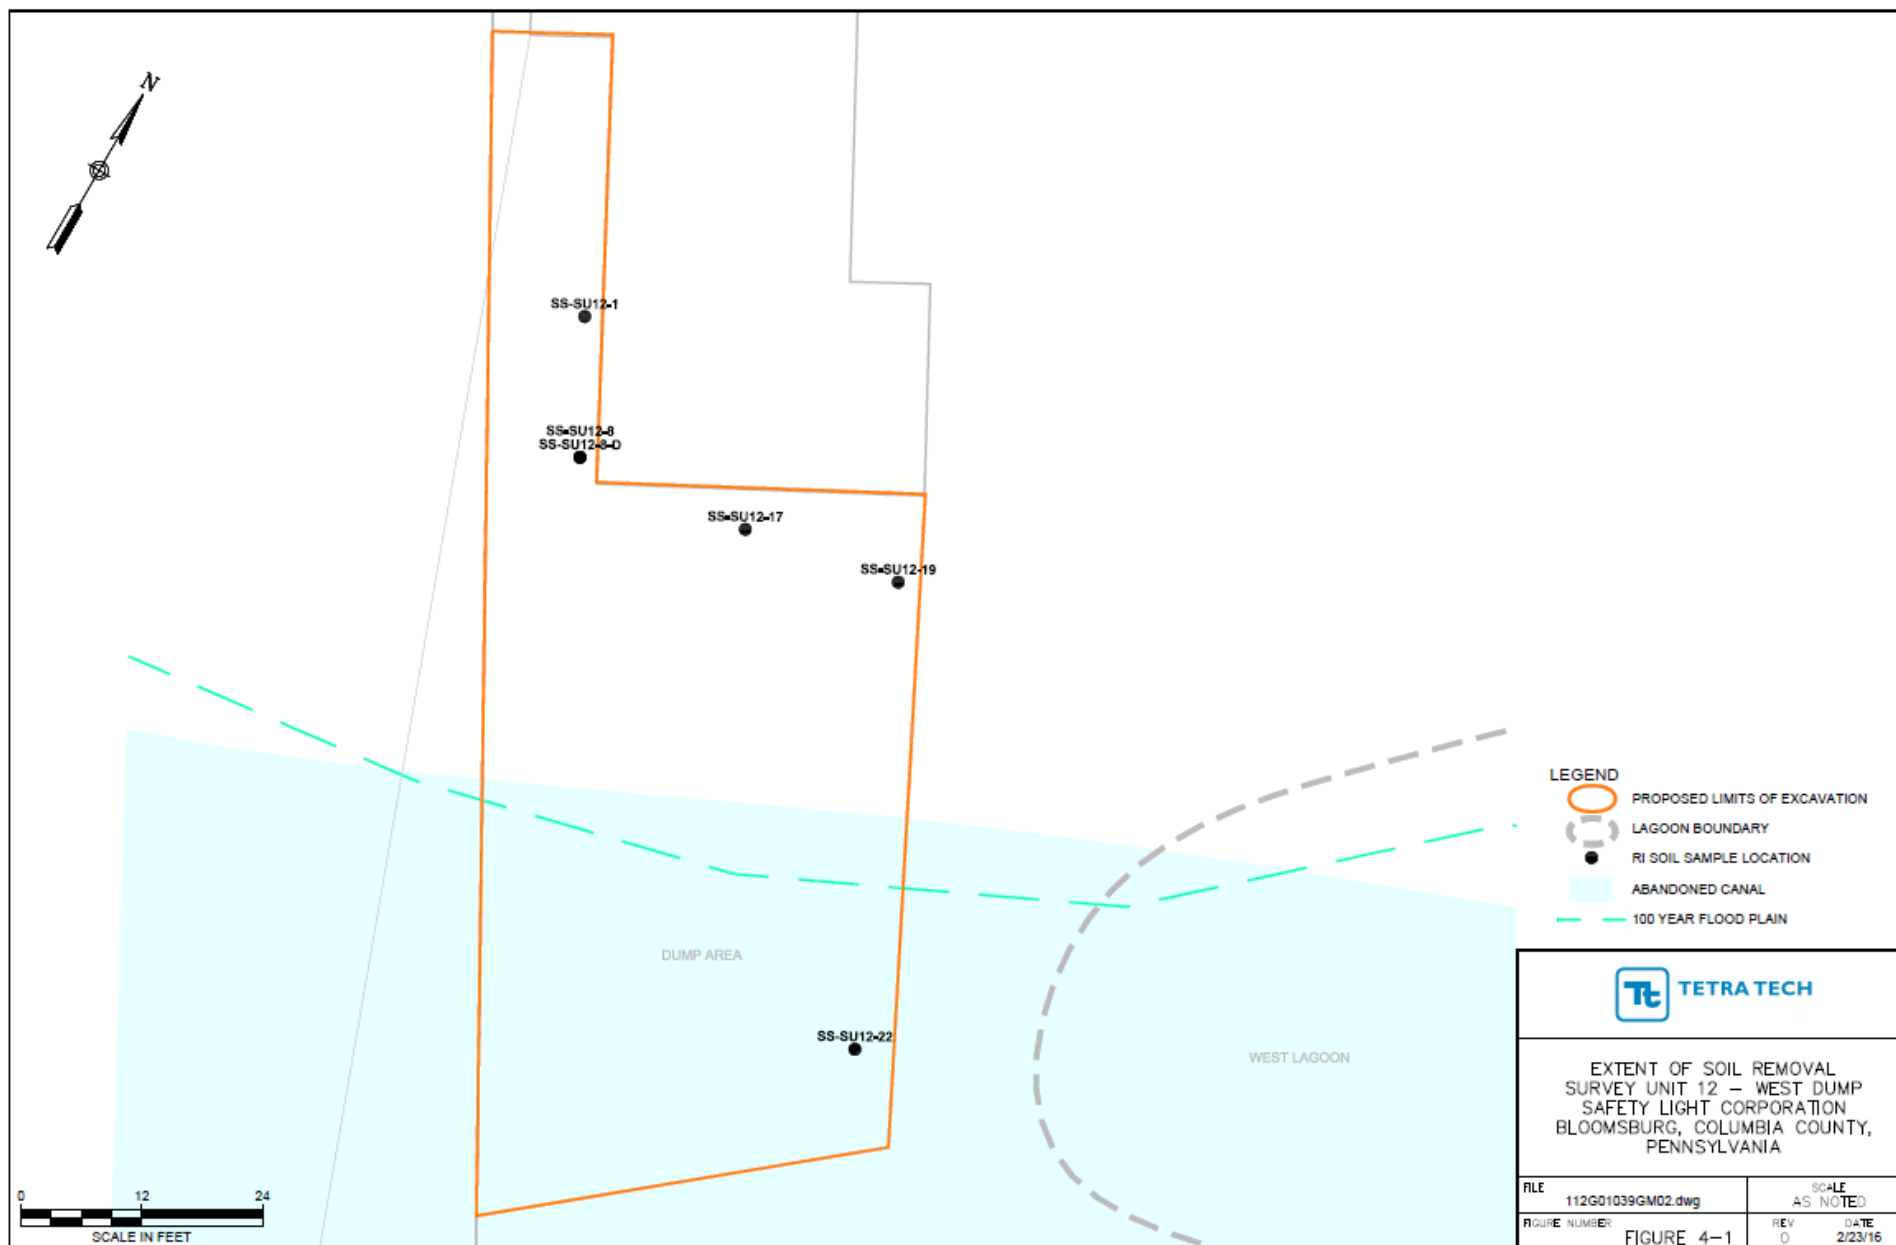 N
SS-SU12-1
SS-SU12-8
SS-SU12-8-D
SS-SU12-17
SS-SU12-19
DUMP AREA
SS-SU12-22
WEST LAGOON
0 12 24
SCALE IN FEET
LEGEND
PROPOSED LIMITS OF EXCAVATION
LAGOON BOUNDARY
RI SOIL SAMPLE LOCATION
ABANDONED CANAL
100 YEAR FLOOD PLAIN
Tt TETRA TECH
EXTENT OF SOIL REMOVAL
SURVEY UNIT 12 – WEST DUMP
SAFETY LIGHT CORPORATION
BLOOMSBURG, COLUMBIA COUNTY,
PENNSYLVANIA
FILE
112G01039GM02.dwg
SCALE
AS NOTED
FIGURE NUMBER
FIGURE 4-1
REV
0
DATE
2/23/16